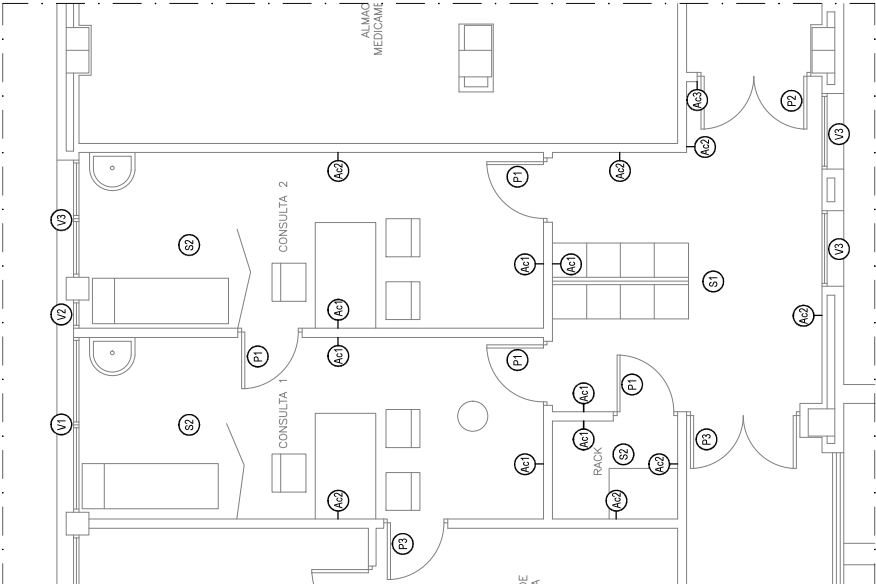 ALMAC
MEDICAME
Ac3
P2
V3
Ac2
Ac2
Ac2
P1
V3
CONSULTA 2
S2
Ac1
Ac1
V3
S1
V2
Ac1
Ac2
Ac1
P1
P1
P1
CONSULTA 1
Ac1
V1
S2
Ac1
P3
RACK
S2
Ac1
Ac2
Ac2
Ac2
P3
DE
A